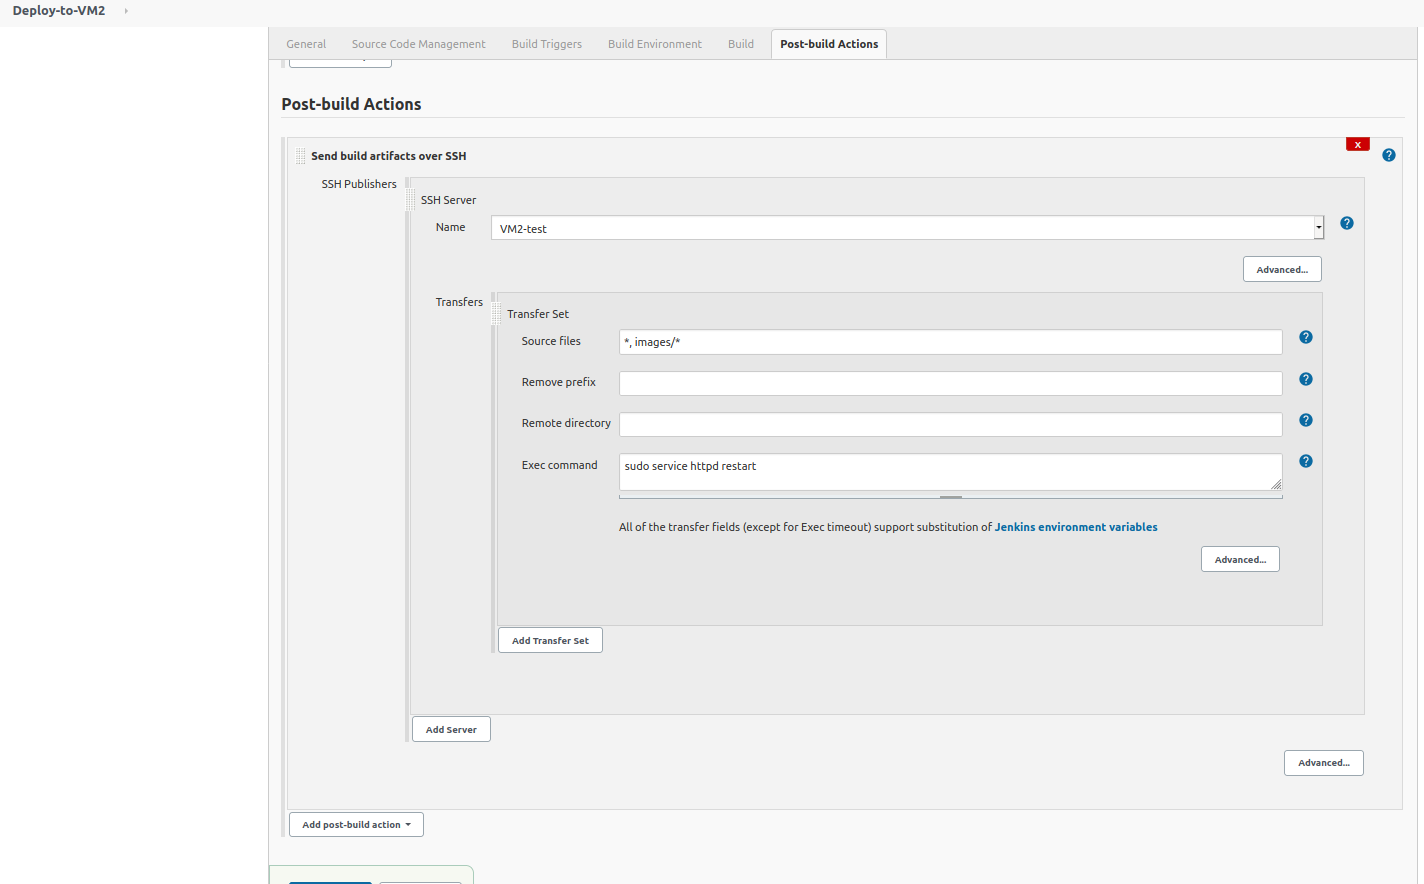 Deploy-to-VM2
General Source Code Management Build Triggers Build Environment Build Post-build Actions
Post-build Actions
Send build artifacts over SSH
x
?
SSH Publishers
SSH Server
Name
VM2-test
?
Advanced...
Transfers
Transfer Set
Source files
*, images/*
?
Remove prefix
?
Remote directory
?
Exec command
sudo service httpd restart
?
All of the transfer fields (except for Exec timeout) support substitution of Jenkins environment variables
Advanced...
Add Transfer Set
Add Server
Advanced...
Add post-build action